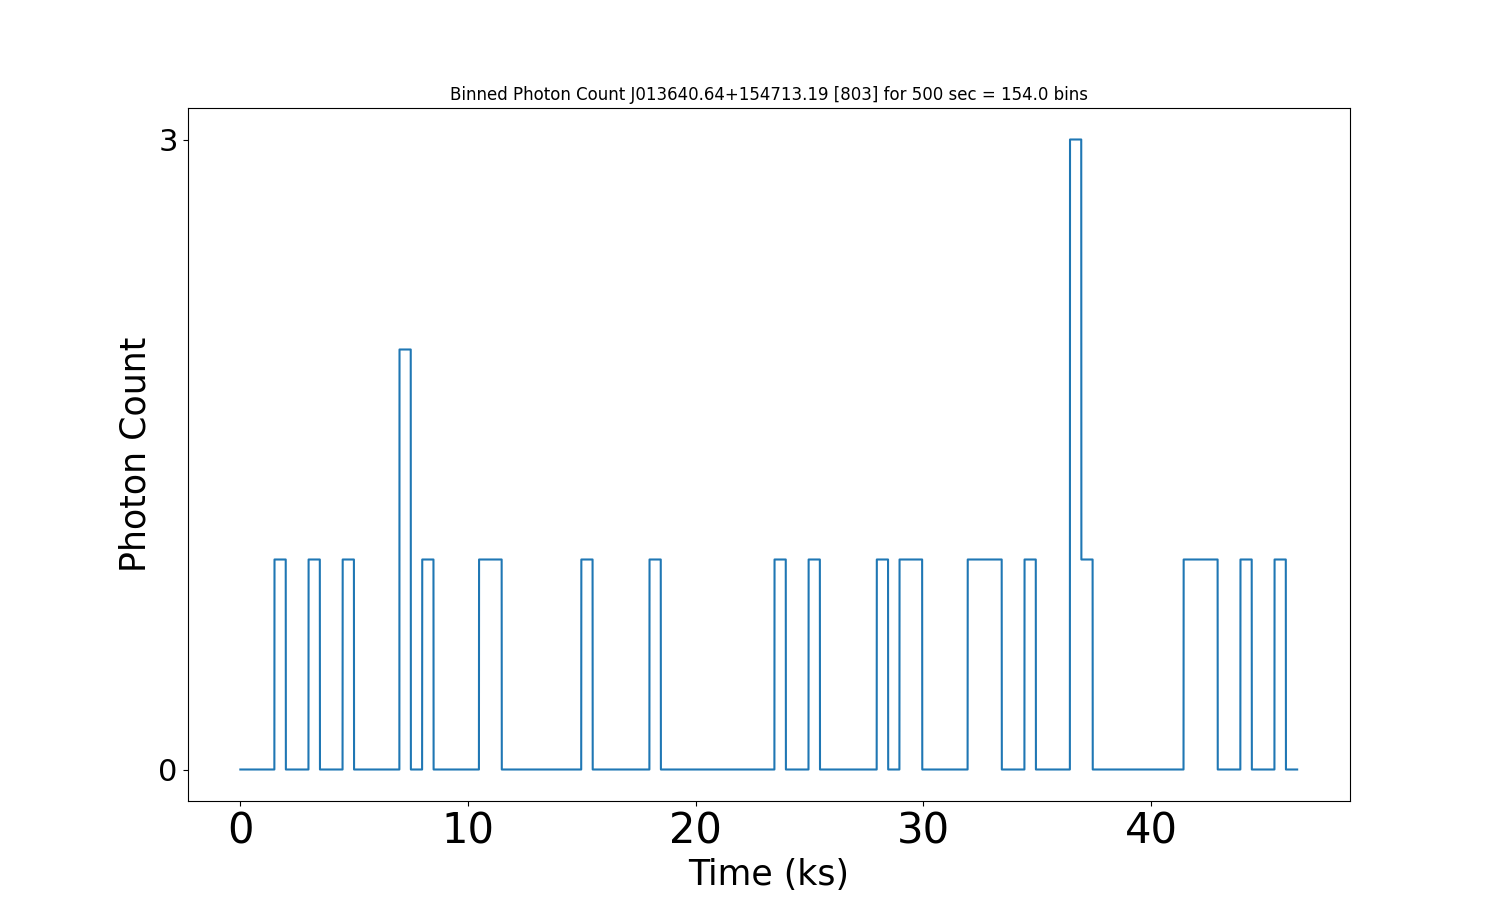 Binned Photon Count J013640.64+154713.19 [803] for 500 sec = 154.0 bins
3
Photon Count
0
0 10 20 30 40
Time (ks)